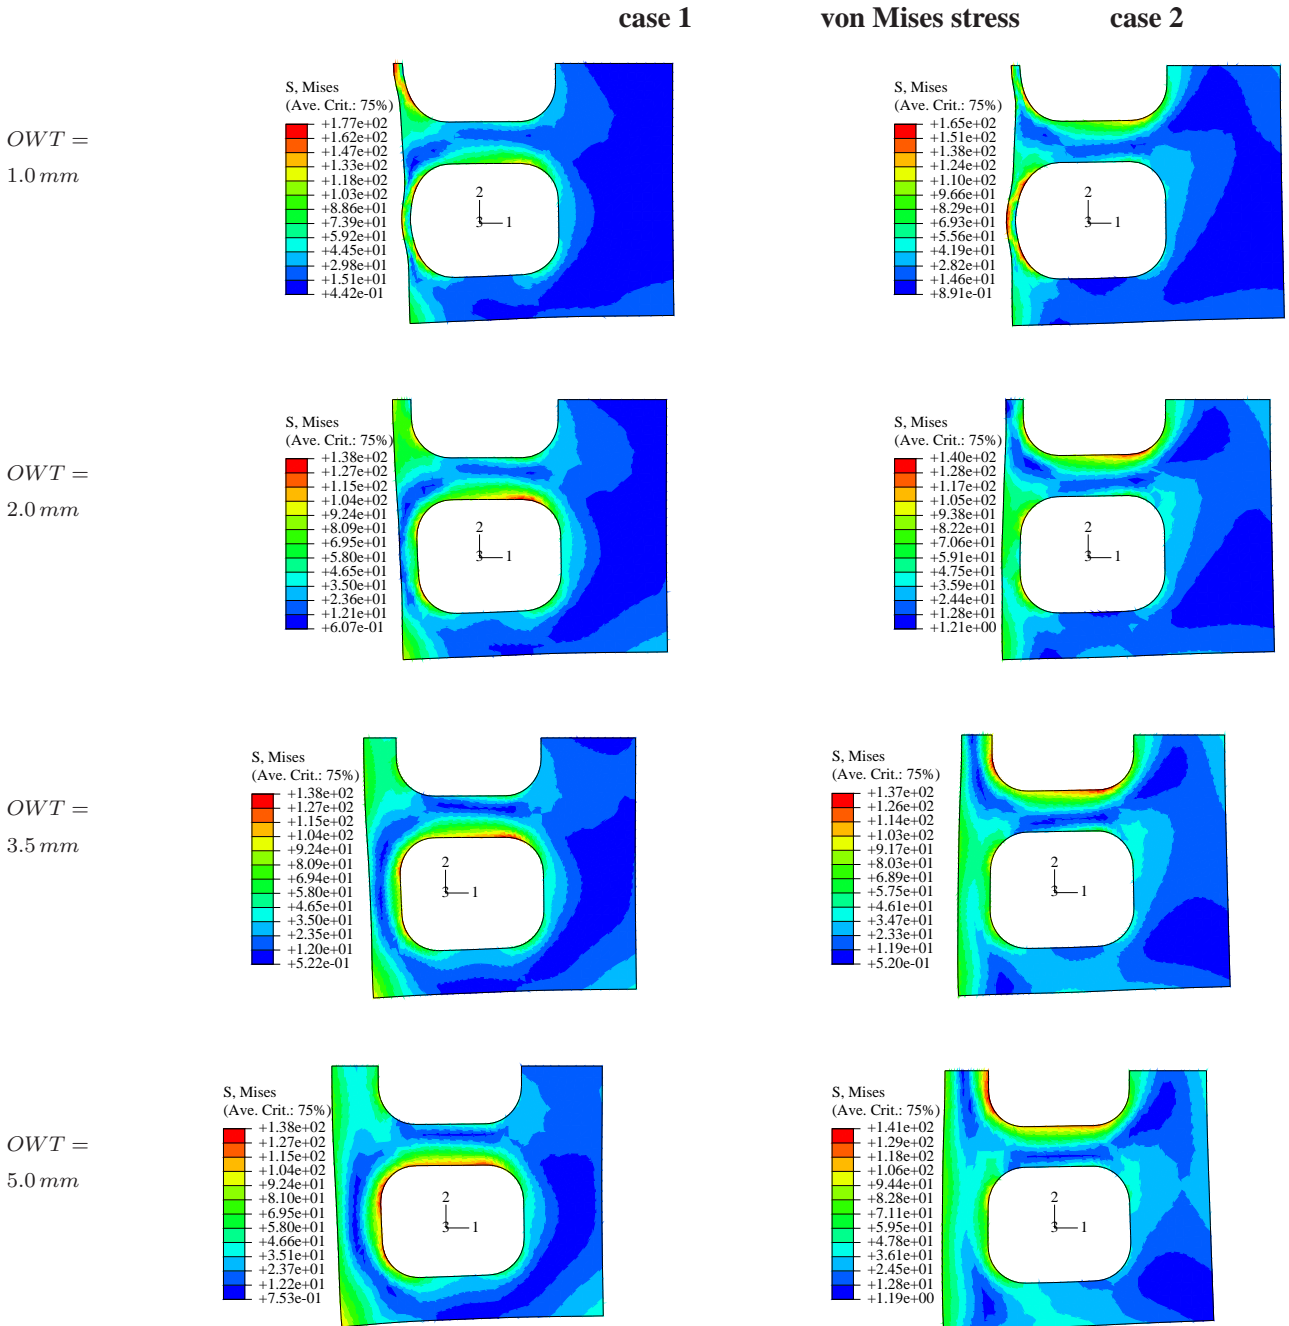 case 1 von Mises stress case 2
OWT =
1.0 mm
S, Mises
(Ave. Crit.: 75%)
+1.77e+02
+1.62e+02
+1.47e+02
+1.33e+02
+1.18e+02
+1.03e+02
+8.86e+01
+7.39e+01
+5.92e+01
+4.45e+01
+2.98e+01
+1.51e+01
+4.42e-01
2
3 1
S, Mises
(Ave. Crit.: 75%)
+1.65e+02
+1.51e+02
+1.38e+02
+1.24e+02
+1.10e+02
+9.66e+01
+8.29e+01
+6.93e+01
+5.56e+01
+4.19e+01
+2.82e+01
+1.46e+01
+8.91e-01
2
3 1
OWT =
2.0 mm
S, Mises
(Ave. Crit.: 75%)
+1.38e+02
+1.27e+02
+1.15e+02
+1.04e+02
+9.24e+01
+8.09e+01
+6.95e+01
+5.80e+01
+4.65e+01
+3.50e+01
+2.36e+01
+1.21e+01
+6.07e-01
2
3 1
S, Mises
(Ave. Crit.: 75%)
+1.40e+02
+1.28e+02
+1.17e+02
+1.05e+02
+9.38e+01
+8.22e+01
+7.06e+01
+5.91e+01
+4.75e+01
+3.59e+01
+2.44e+01
+1.28e+01
+1.21e+00
2
3 1
OWT =
3.5 mm
S, Mises
(Ave. Crit.: 75%)
+1.38e+02
+1.27e+02
+1.15e+02
+1.04e+02
+9.24e+01
+8.09e+01
+6.94e+01
+5.80e+01
+4.65e+01
+3.50e+01
+2.35e+01
+1.20e+01
+5.22e-01
2
3 1
S, Mises
(Ave. Crit.: 75%)
+1.37e+02
+1.26e+02
+1.14e+02
+1.03e+02
+9.17e+01
+8.03e+01
+6.89e+01
+5.75e+01
+4.61e+01
+3.47e+01
+2.33e+01
+1.19e+01
+5.20e-01
2
3 1
OWT =
5.0 mm
S, Mises
(Ave. Crit.: 75%)
+1.38e+02
+1.27e+02
+1.15e+02
+1.04e+02
+9.24e+01
+8.10e+01
+6.95e+01
+5.80e+01
+4.66e+01
+3.51e+01
+2.37e+01
+1.22e+01
+7.53e-01
2
3 1
S, Mises
(Ave. Crit.: 75%)
+1.41e+02
+1.29e+02
+1.18e+02
+1.06e+02
+9.44e+01
+8.28e+01
+7.11e+01
+5.95e+01
+4.78e+01
+3.61e+01
+2.45e+01
+1.28e+01
+1.19e+00
2
3 1